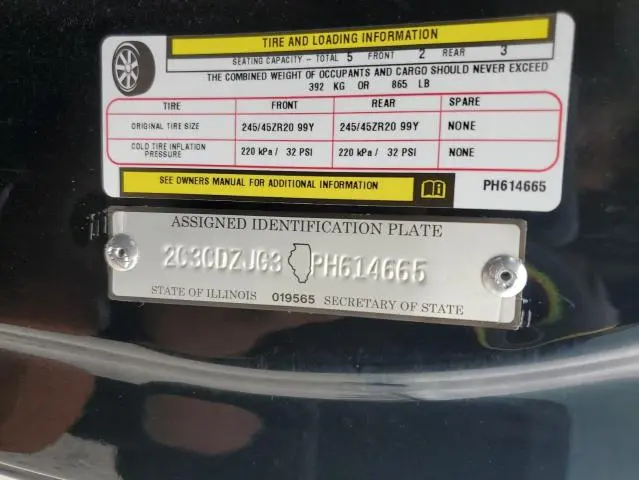 TIRE AND LOADING INFORMATION
SEATING CAPACITY - TOTAL 5 FRONT 2 REAR 3
THE COMBINED WEIGHT OF OCCUPANTS AND CARGO SHOULD NEVER EXCEED
392 KG OR 865 LB
TIRE FRONT REAR SPARE
ORIGINAL TIRE SIZE 245/45ZR20 99Y 245/45ZR20 99Y NONE
COLD TIRE INFLATION PRESSURE 220 kPa / 32 PSI 220 kPa / 32 PSI NONE
SEE OWNERS MANUAL FOR ADDITIONAL INFORMATION PH614665
ASSIGNED IDENTIFICATION PLATE
2C3CDZJG3 PH614665
STATE OF ILLINOIS 019565 SECRETARY OF STATE